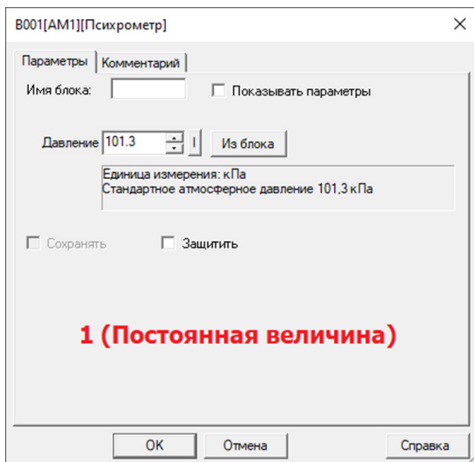 B001[AM1][Психрометр]
Параметры Комментарий
Имя блока: Показывать параметры
Давление 101.3 I Из блока
Единица измерения: кПа
Стандартное атмосферное давление 101,3 кПа
Сохранять Защитить
1 (Постоянная величина)
OK Отмена Справка